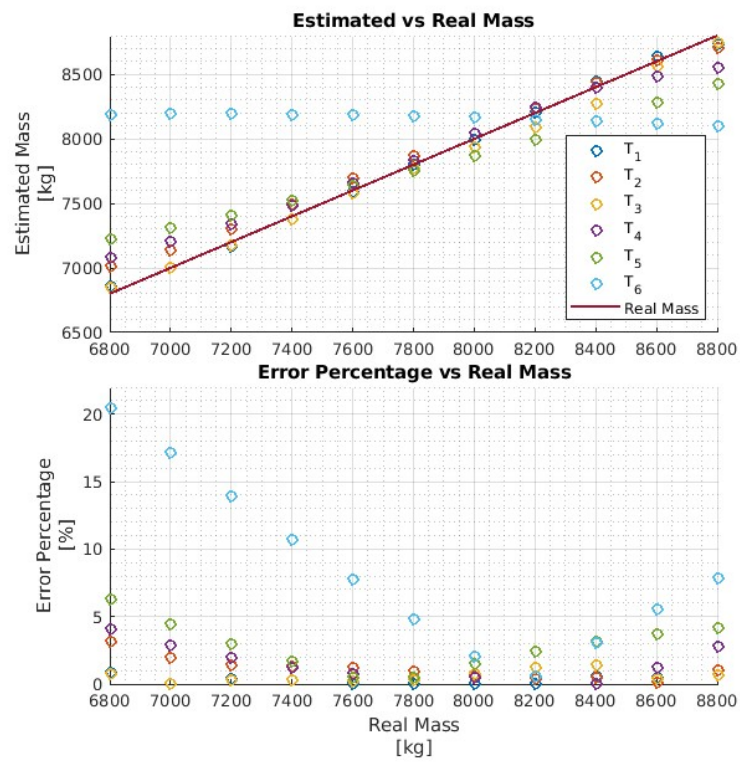 Estimated vs Real Mass
8500
8000
7500
7000
6500
Estimated Mass
[kg]
T1
T2
T3
T4
T5
T6
Real Mass
6800 7000 7200 7400 7600 7800 8000 8200 8400 8600 8800
Error Percentage vs Real Mass
20
15
10
5
0
Error Percentage
[%]
6800 7000 7200 7400 7600 7800 8000 8200 8400 8600 8800
Real Mass
[kg]